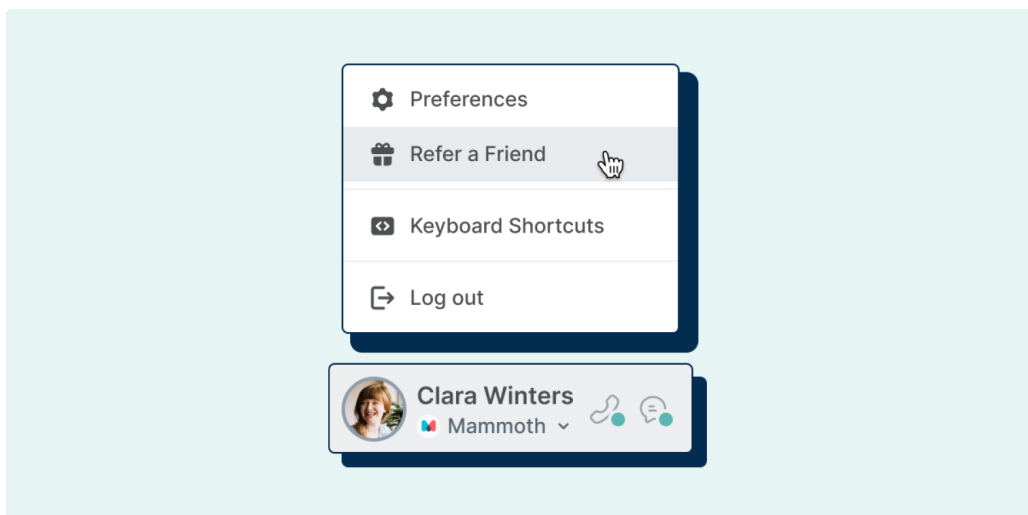 Preferences
Refer a Friend
Keyboard Shortcuts
Log out
Clara Winters
Mammoth